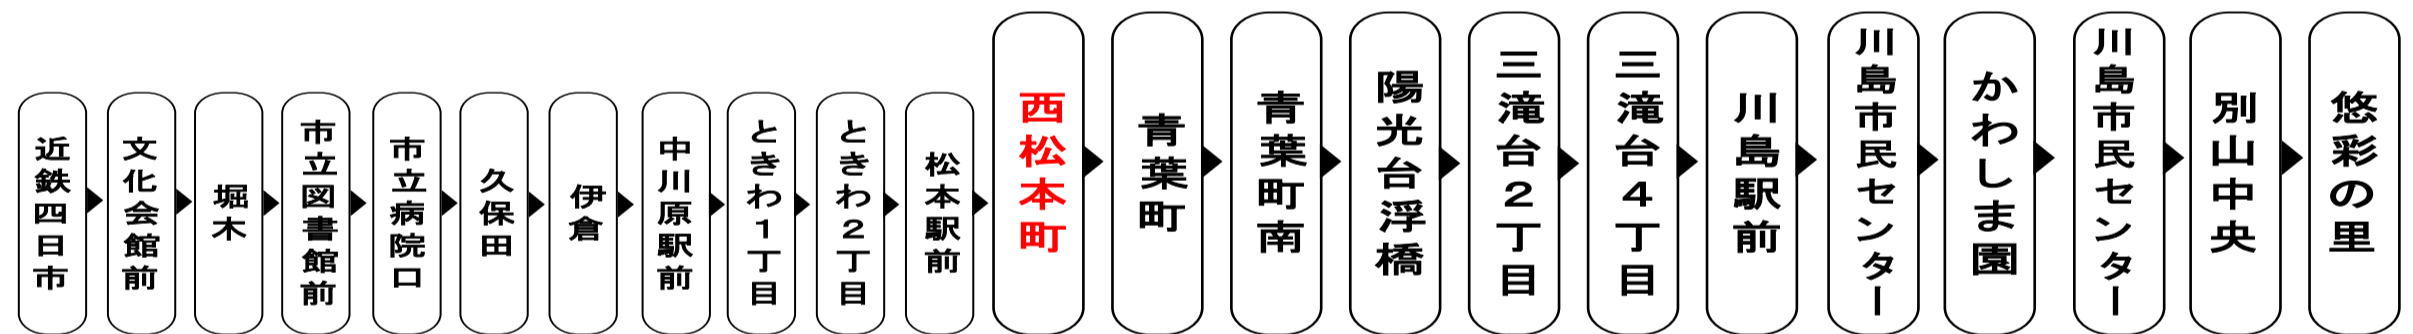 近鉄四日市
文化会館前
堀木
市立図書館前
市立病院口
久保田
伊倉
中川原駅前
ときわ1丁目
ときわ2丁目
松本駅前
西松本町
青葉町
青葉町南
陽光台浮橋
三滝台2丁目
三滝台4丁目
川島駅前
川島市民センター
かわしま園
川島市民センター
別山中央
悠彩の里